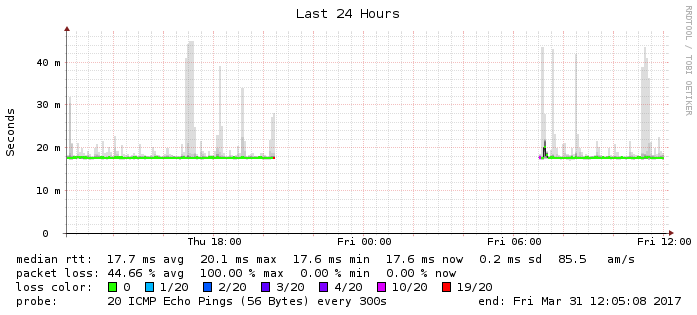 Last 24 Hours
RRDTOOL / TOBI OETIKER
Seconds
40 m
30 m
20 m
10 m
0
Thu 18:00 Fri 00:00 Fri 06:00 Fri 12:00
median rtt: 17.7 ms avg 20.1 ms max 17.6 ms min 17.6 ms now 0.2 ms sd 85.5 am/s
packet loss: 44.66 % avg 100.00 % max 0.00 % min 0.00 % now
loss color: 0 1/20 2/20 3/20 4/20 10/20 19/20
probe: 20 ICMP Echo Pings (56 Bytes) every 300s end: Fri Mar 31 12:05:08 2017